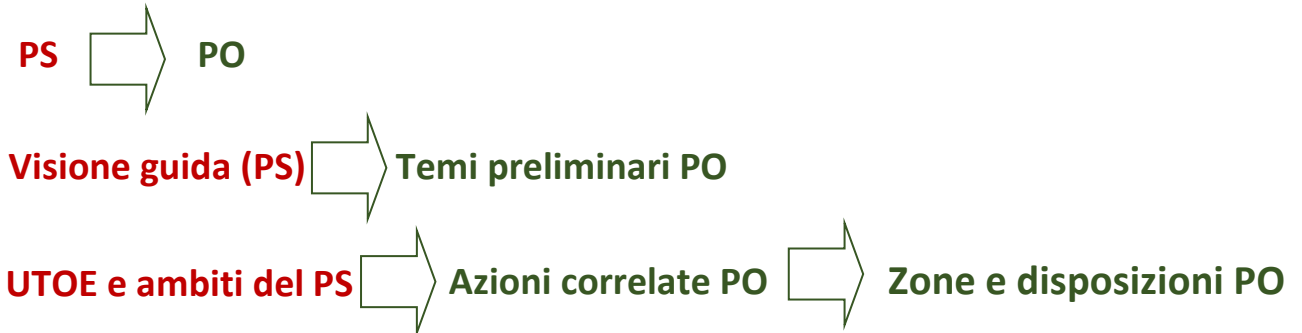 PS PO
Visione guida (PS) Temi preliminari PO
UTOE e ambiti del PS Azioni correlate PO Zone e disposizioni PO